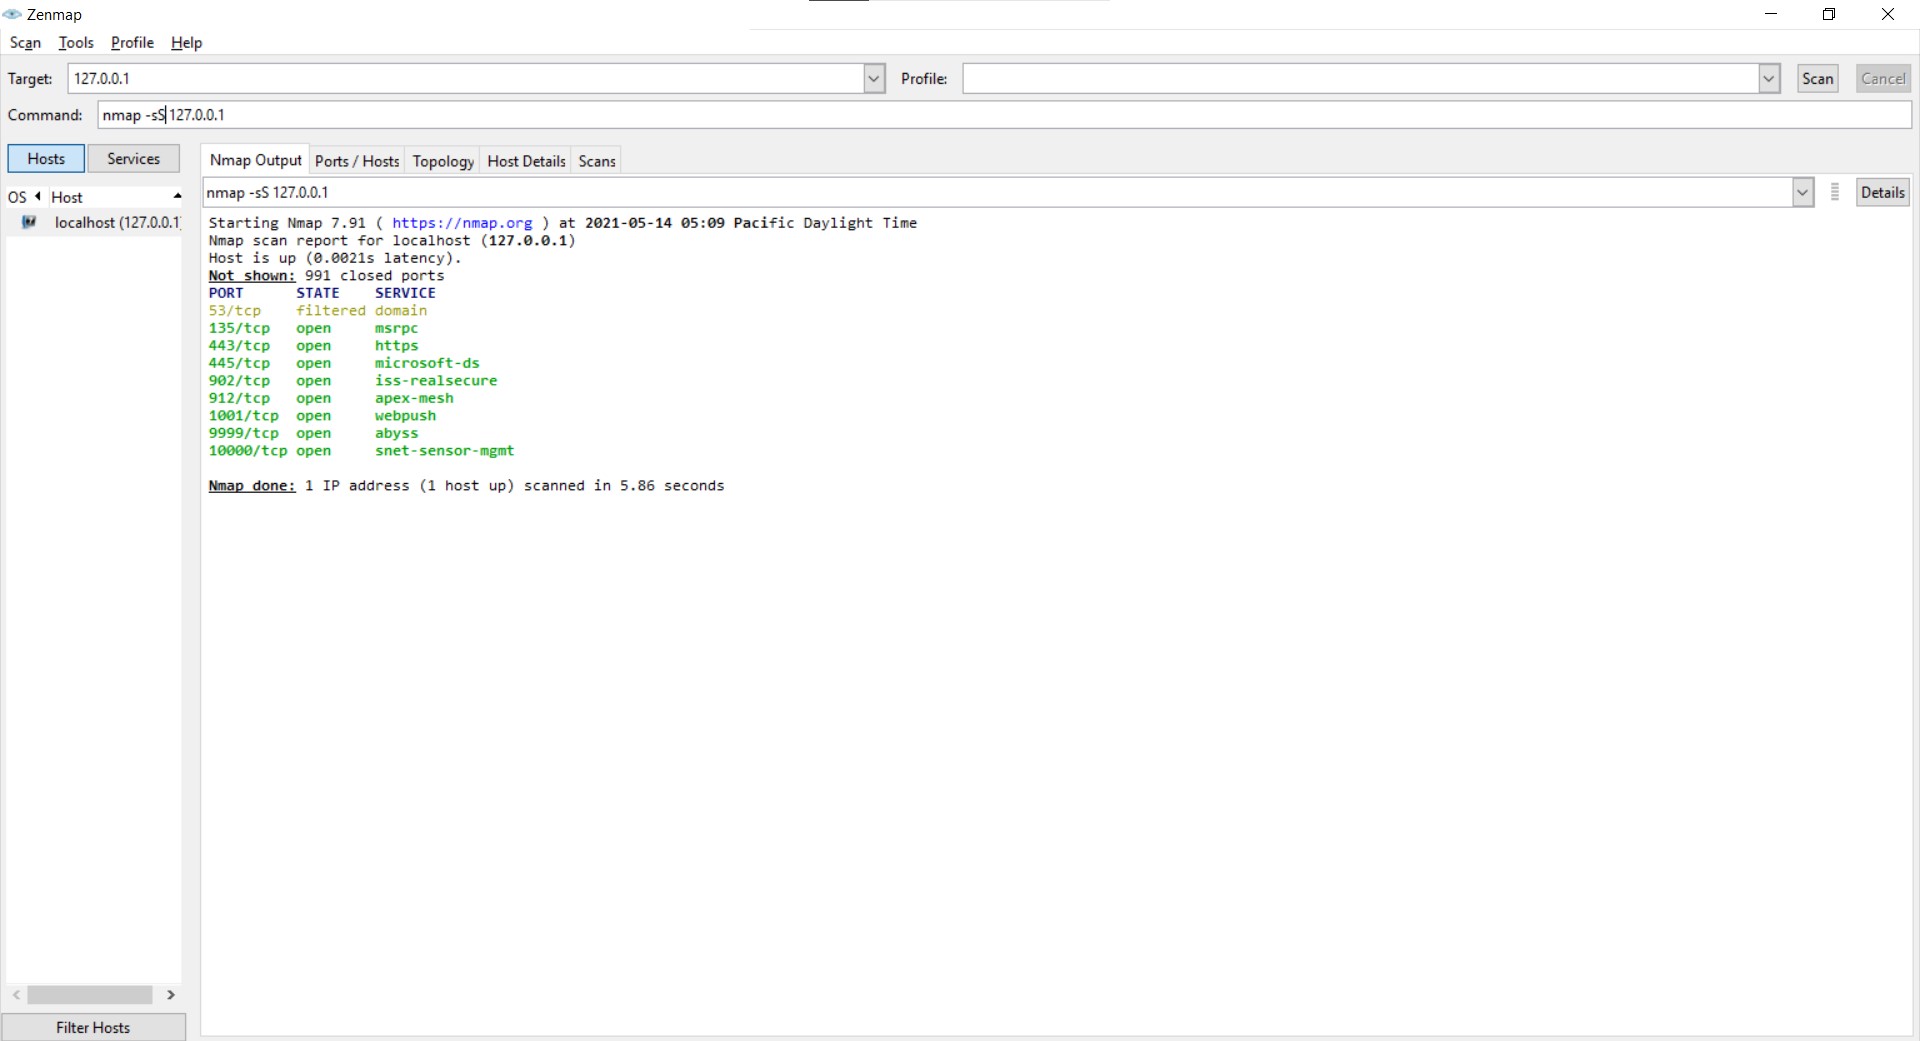 Zenmap
Scan Tools Profile Help
Target: 127.0.0.1 Profile: Scan Cancel
Command: nmap -sS 127.0.0.1
Hosts Services
Nmap Output Ports / Hosts Topology Host Details Scans
OS Host
nmap -sS 127.0.0.1 Details
localhost (127.0.0.1)
Starting Nmap 7.91 ( https://nmap.org ) at 2021-05-14 05:09 Pacific Daylight Time
Nmap scan report for localhost (127.0.0.1)
Host is up (0.0021s latency).
Not shown: 991 closed ports
PORT STATE SERVICE
53/tcp filtered domain
135/tcp open msrpc
443/tcp open https
445/tcp open microsoft-ds
902/tcp open iss-realsecure
912/tcp open apex-mesh
1001/tcp open webpush
9999/tcp open abyss
10000/tcp open snet-sensor-mgmt
Nmap done: 1 IP address (1 host up) scanned in 5.86 seconds
Filter Hosts